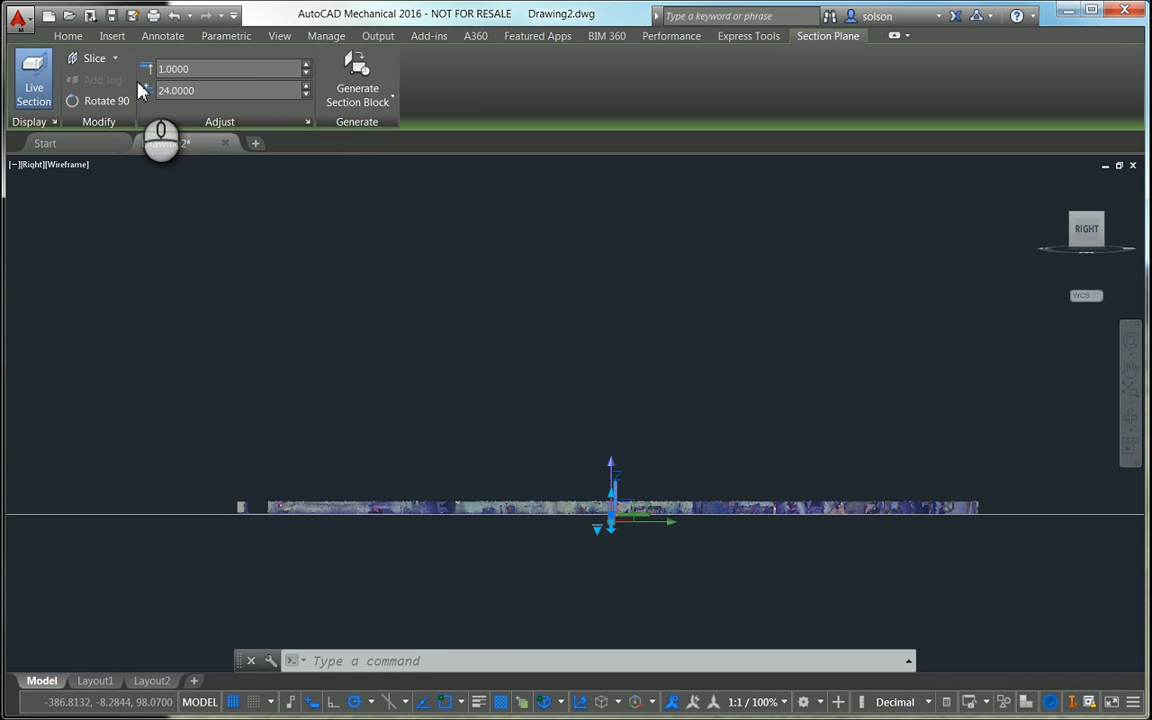 AutoCAD Mechanical 2016 - NOT FOR RESALE Drawing2.dwg
Type a keyword or phrase
solson
Home Insert Annotate Parametric View Manage Output Add-ins A360 Featured Apps BIM 360 Performance Express Tools Section Plane
Live Section
Slice
Add Jog
Rotate 90
1.0000
24.0000
Generate Section Block
Display Modify Adjust Generate
Start
2*
[−][Right][Wireframe]
RIGHT
WCS
Z
Type a command
Model Layout1 Layout2
-386.8132, -8.2844, 98.0700 MODEL 1:1 / 100% Decimal